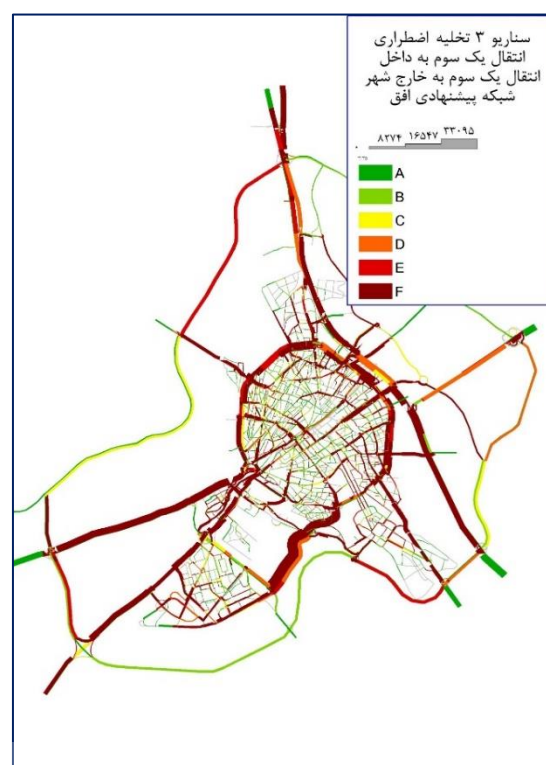 سناریو ۳ تخلیه اضطراری
انتقال یک سوم به داخل
انتقال یک سوم به خارج شهر
شبکه پیشنهادی افق
۸۲۷۴ ۱۶۵۴۷ ۳۳۰۹۵
A
B
C
D
E
F